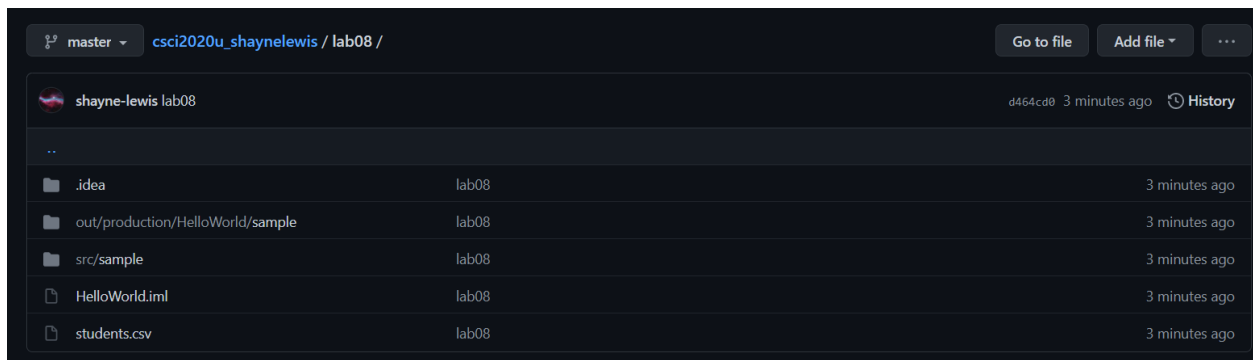 master csci2020u_shaynelewis / lab08 / Go to file Add file ...
shayne-lewis lab08 d464cd0 3 minutes ago History
..
.idea lab08 3 minutes ago
out/production/HelloWorld/sample lab08 3 minutes ago
src/sample lab08 3 minutes ago
HelloWorld.iml lab08 3 minutes ago
students.csv lab08 3 minutes ago